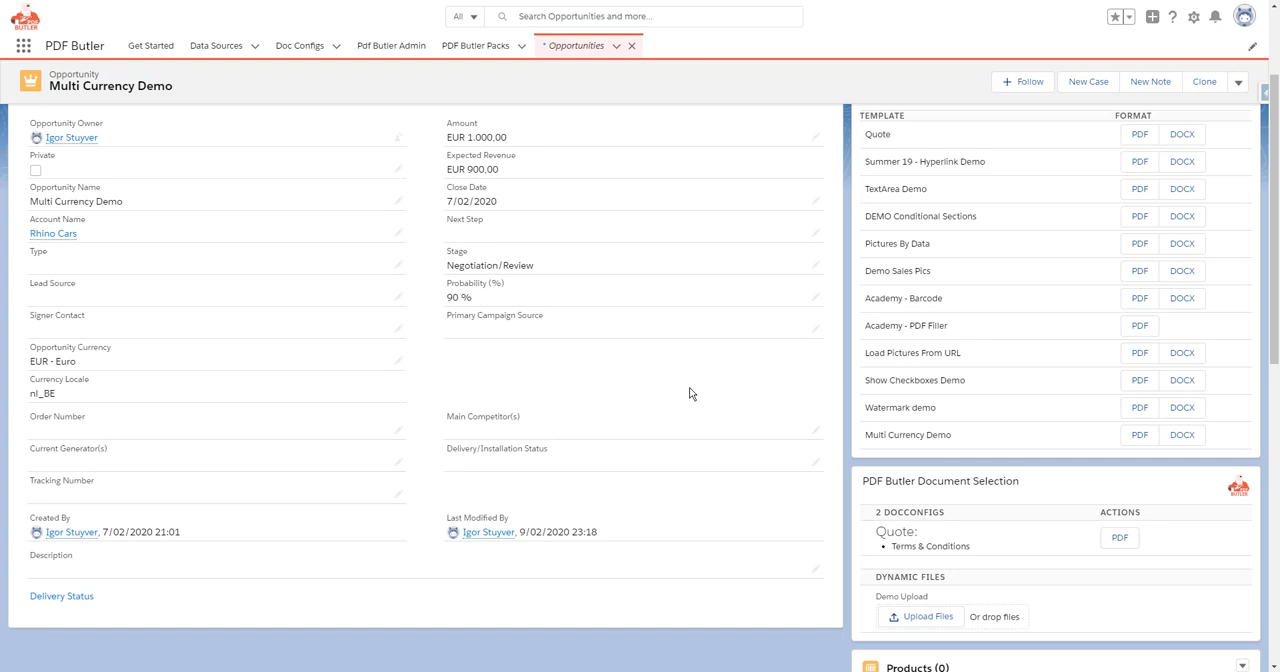 All
Search Opportunities and more...
BUTLER
PDF Butler
Get Started
Data Sources
Doc Configs
Pdf Butler Admin
PDF Butler Packs
* Opportunities
Opportunity
Multi Currency Demo
Follow
New Case
New Note
Clone
Opportunity Owner
Igor Stuyver
Private
Opportunity Name
Multi Currency Demo
Account Name
Rhino Cars
Type
Lead Source
Signer Contact
Opportunity Currency
EUR - Euro
Currency Locale
nl_BE
Order Number
Current Generator(s)
Tracking Number
Created By
Igor Stuyver, 7/02/2020 21:01
Description
Delivery Status
Amount
EUR 1.000,00
Expected Revenue
EUR 900,00
Close Date
7/02/2020
Next Step
Stage
Negotiation/Review
Probability (%)
90 %
Primary Campaign Source
Main Competitor(s)
Delivery/Installation Status
Last Modified By
Igor Stuyver, 9/02/2020 23:18
TEMPLATE FORMAT
Quote PDF DOCX
Summer 19 - Hyperlink Demo PDF DOCX
TextArea Demo PDF DOCX
DEMO Conditional Sections PDF DOCX
Pictures By Data PDF DOCX
Demo Sales Pics PDF DOCX
Academy - Barcode PDF DOCX
Academy - PDF Filler PDF
Load Pictures From URL PDF DOCX
Show Checkboxes Demo PDF DOCX
Watermark demo PDF DOCX
Multi Currency Demo PDF DOCX
PDF Butler Document Selection
BUTLER
2 DOCCONFIGS ACTIONS
Quote:
• Terms & Conditions
PDF
DYNAMIC FILES
Demo Upload
Upload Files Or drop files
Products (0)